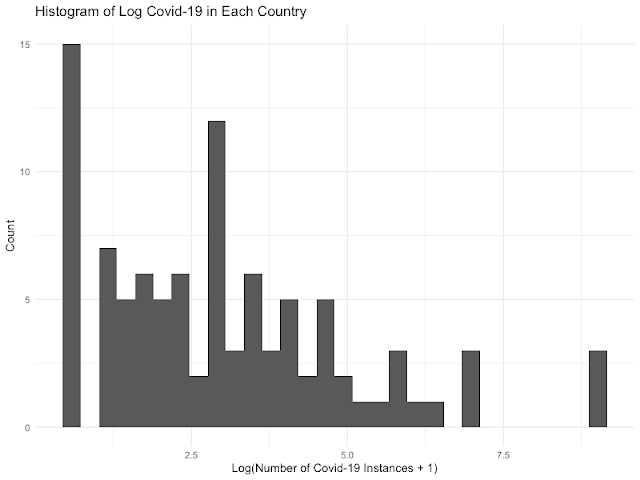 Histogram of Log Covid-19 in Each Country
15
10
5
0
Count
2.5 5.0 7.5
Log(Number of Covid-19 Instances + 1)